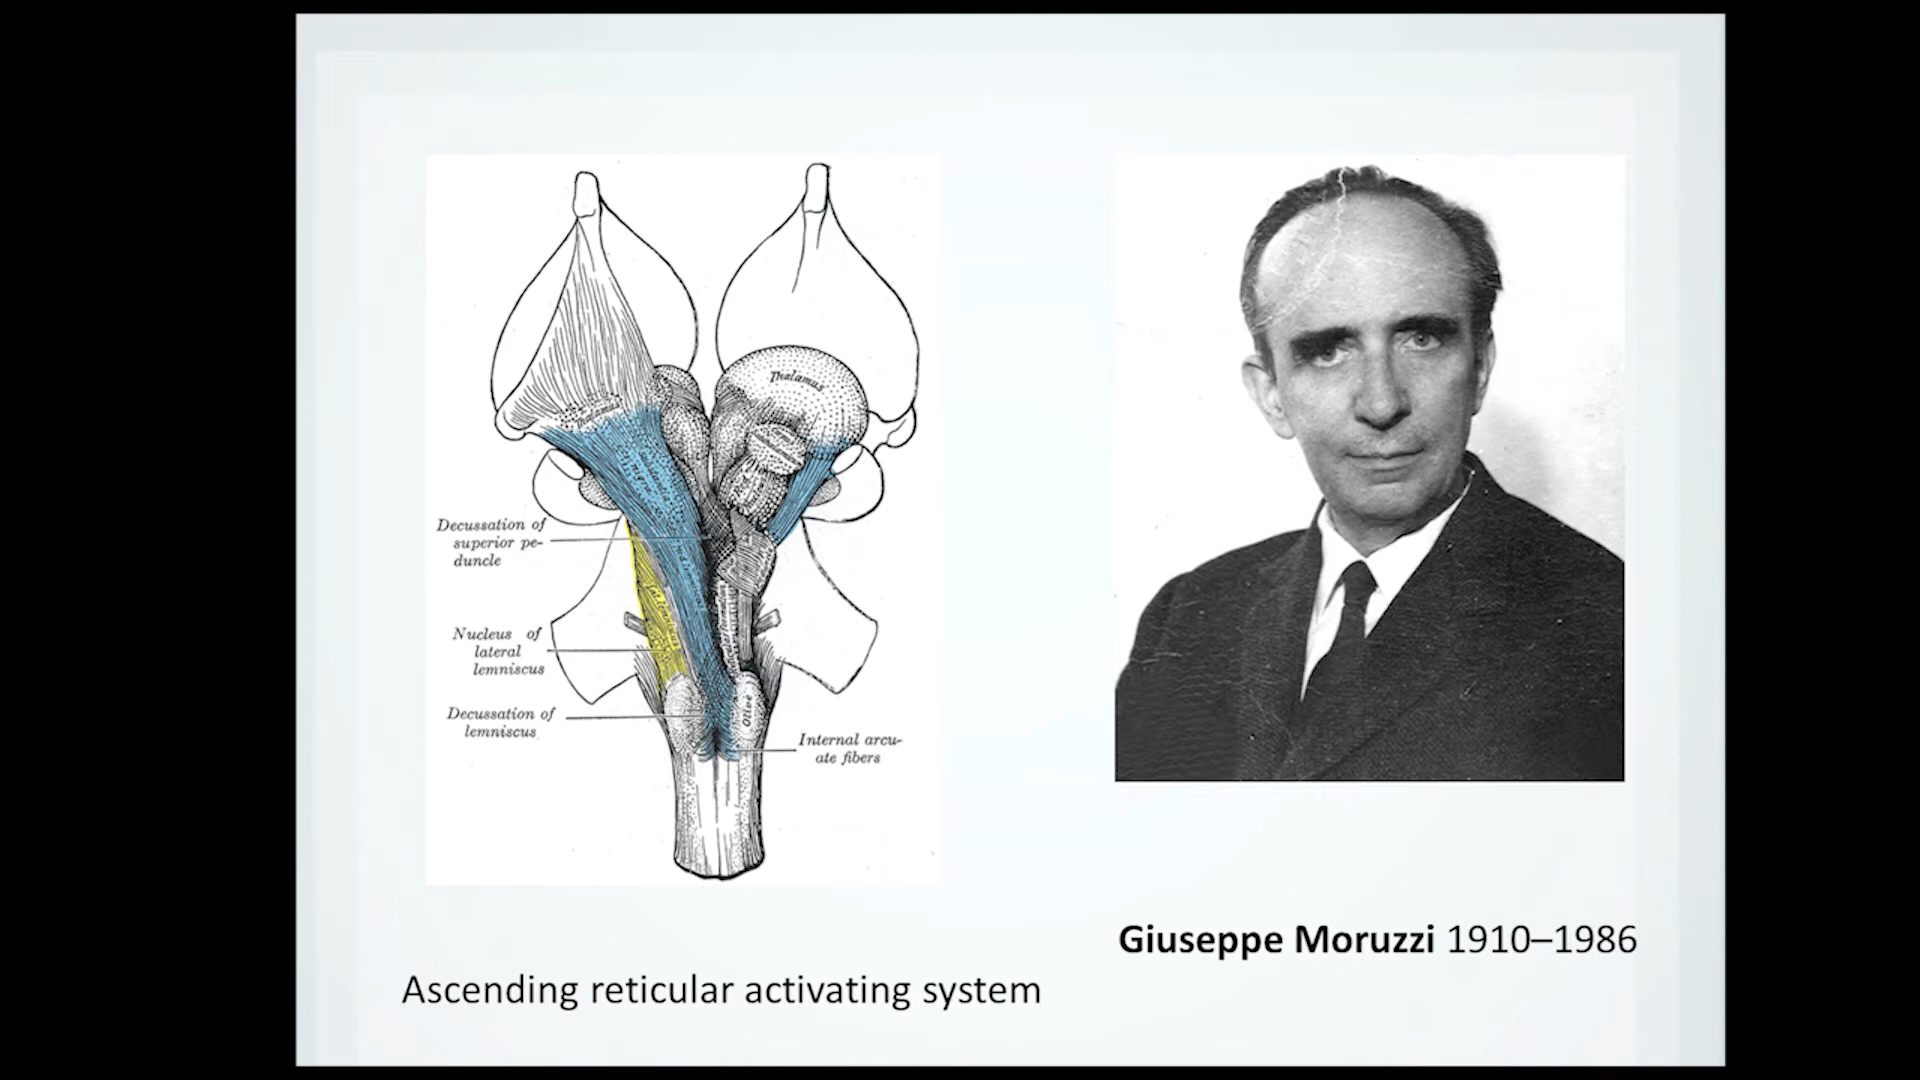 Thalamus
Decussation of
superior pe-
duncle
Nucleus of
lateral
lemniscus
Decussation of
lemniscus
Olive
Internal arcu-
ate fibers
Giuseppe Moruzzi 1910–1986
Ascending reticular activating system